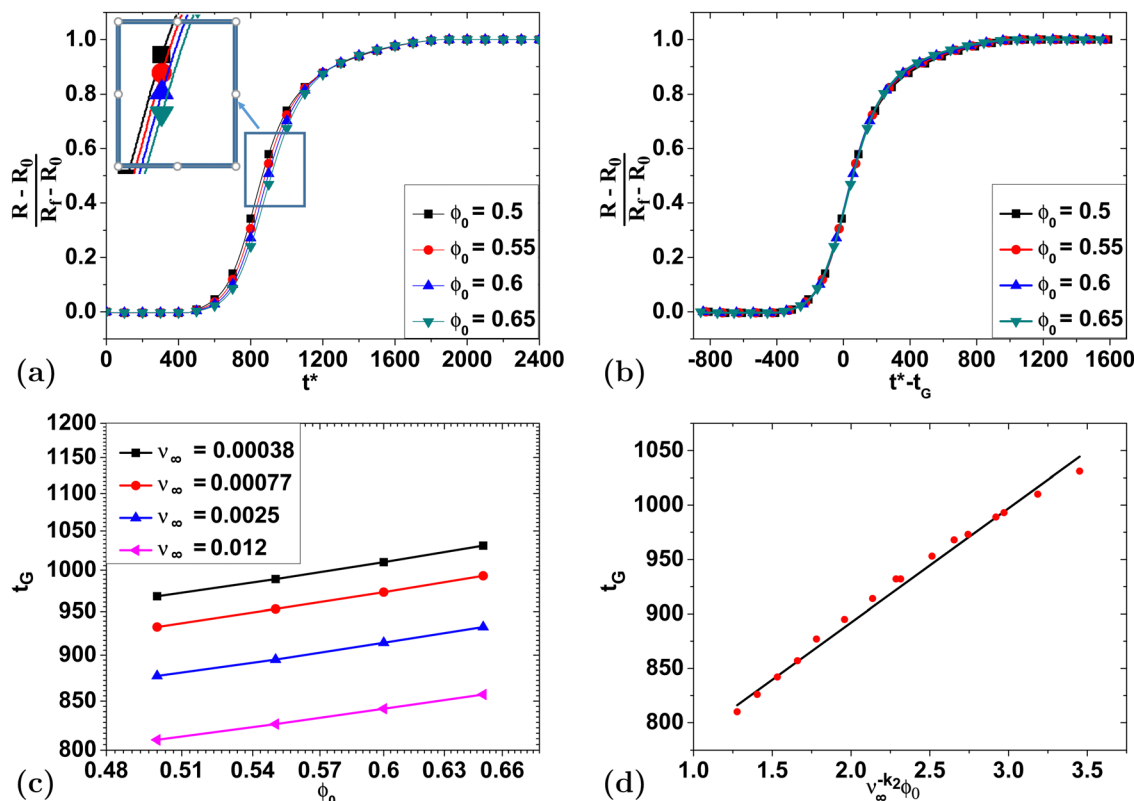 1.0
0.8
0.6
0.4
0.2
0.0
R - R₀
R_f - R₀
ϕ₀ = 0.5
ϕ₀ = 0.55
ϕ₀ = 0.6
ϕ₀ = 0.65
0 400 800 1200 1600 2000 2400
t*
(a)
1.0
0.8
0.6
0.4
0.2
0.0
R - R₀
R_f - R₀
ϕ₀ = 0.5
ϕ₀ = 0.55
ϕ₀ = 0.6
ϕ₀ = 0.65
-800 -400 0 400 800 1200 1600
t*-t_G
(b)
1200
1150
1100
1050
1000
950
900
850
800
t_G
ν∞ = 0.00038
ν∞ = 0.00077
ν∞ = 0.0025
ν∞ = 0.012
0.48 0.51 0.54 0.57 0.6 0.63 0.66
ϕ₀
(c)
1050
1000
950
900
850
800
t_G
1.0 1.5 2.0 2.5 3.0 3.5
ν∞^-k₂ϕ₀
(d)